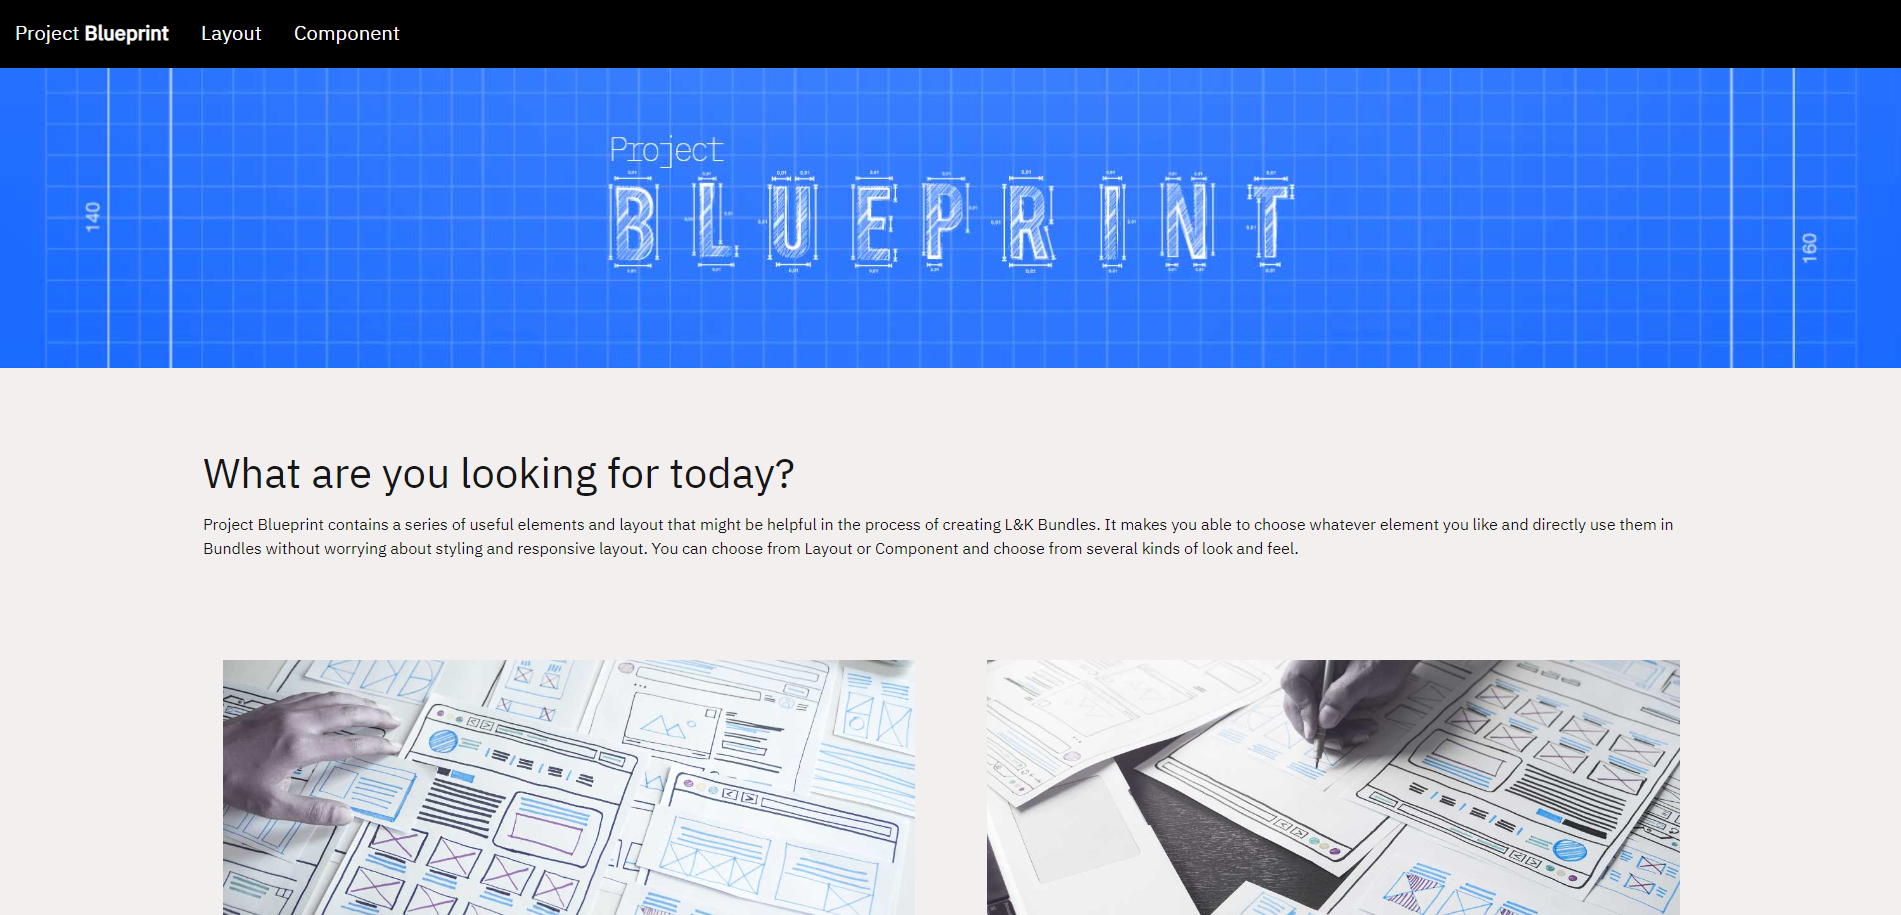 Project Blueprint Layout Component
Project
BLUEPRINT
140
160
What are you looking for today?
Project Blueprint contains a series of useful elements and layout that might be helpful in the process of creating L&K Bundles. It makes you able to choose whatever element you like and directly use them in
Bundles without worrying about styling and responsive layout. You can choose from Layout or Component and choose from several kinds of look and feel.